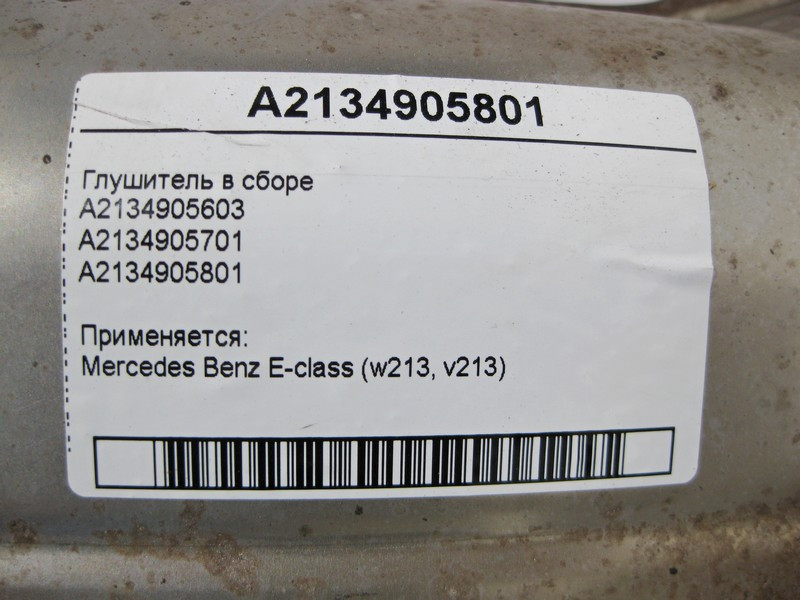 A2134905801
Глушитель в сборе
A2134905603
A2134905701
A2134905801
Применяется:
Mercedes Benz E-class (w213, v213)